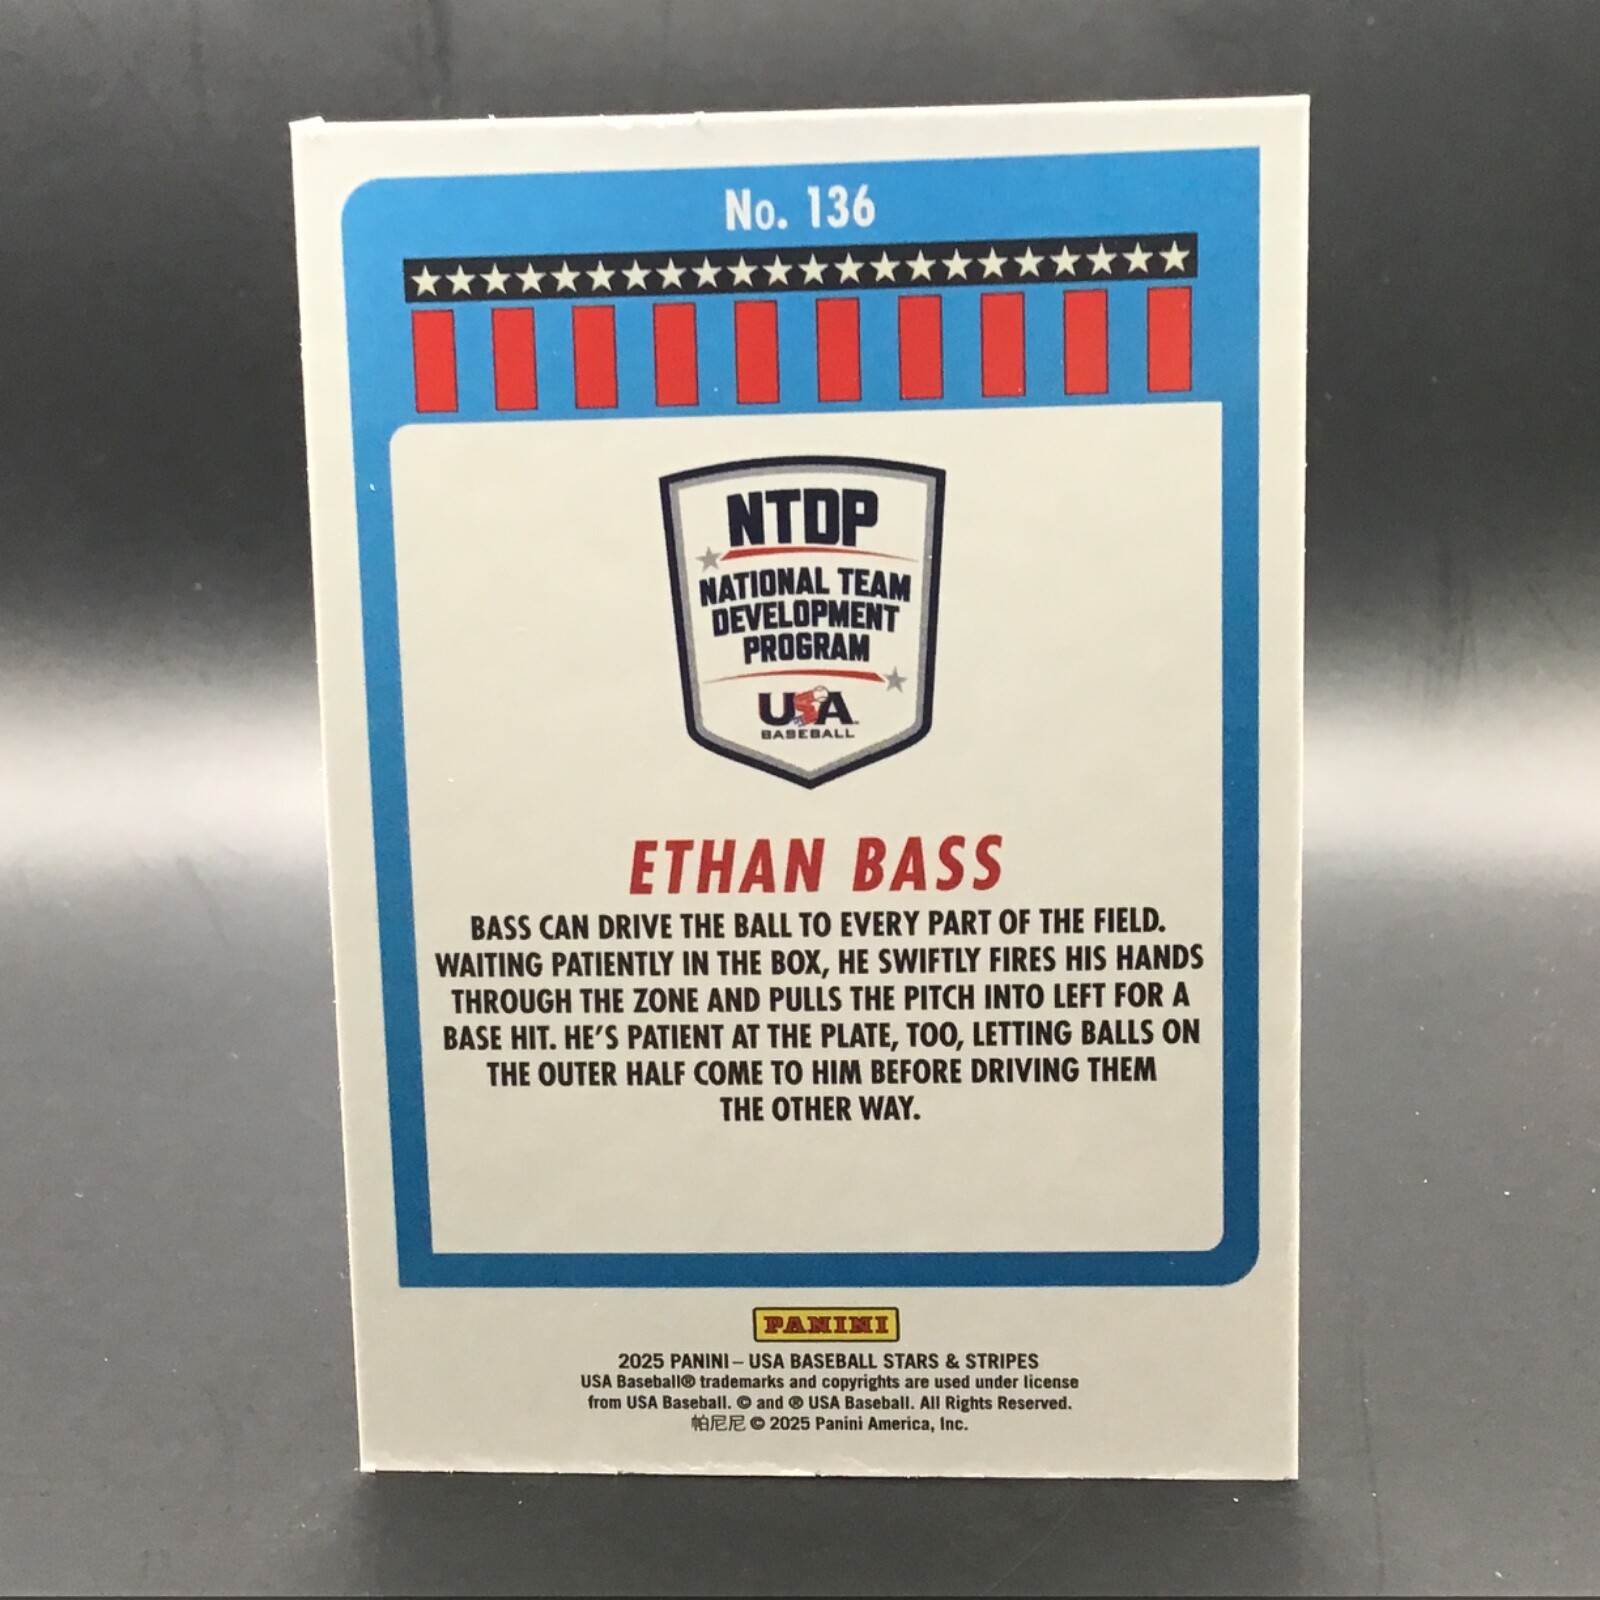 No. 136
NTDP
NATIONAL TEAM
DEVELOPMENT
PROGRAM
USA
BASEBALL
ETHAN BASS
BASS CAN DRIVE THE BALL TO EVERY PART OF THE FIELD.
WAITING PATIENTLY IN THE BOX, HE SWIFTLY FIRES HIS HANDS
THROUGH THE ZONE AND PULLS THE PITCH INTO LEFT FOR A
BASE HIT. HE'S PATIENT AT THE PLATE, TOO, LETTING BALLS ON
THE OUTER HALF COME TO HIM BEFORE DRIVING THEM
THE OTHER WAY.
PANINI
2025 PANINI – USA BASEBALL STARS & STRIPES
USA Baseball® trademarks and copyrights are used under license
from USA Baseball. © and ® USA Baseball. All Rights Reserved.
帕尼尼 © 2025 Panini America, Inc.